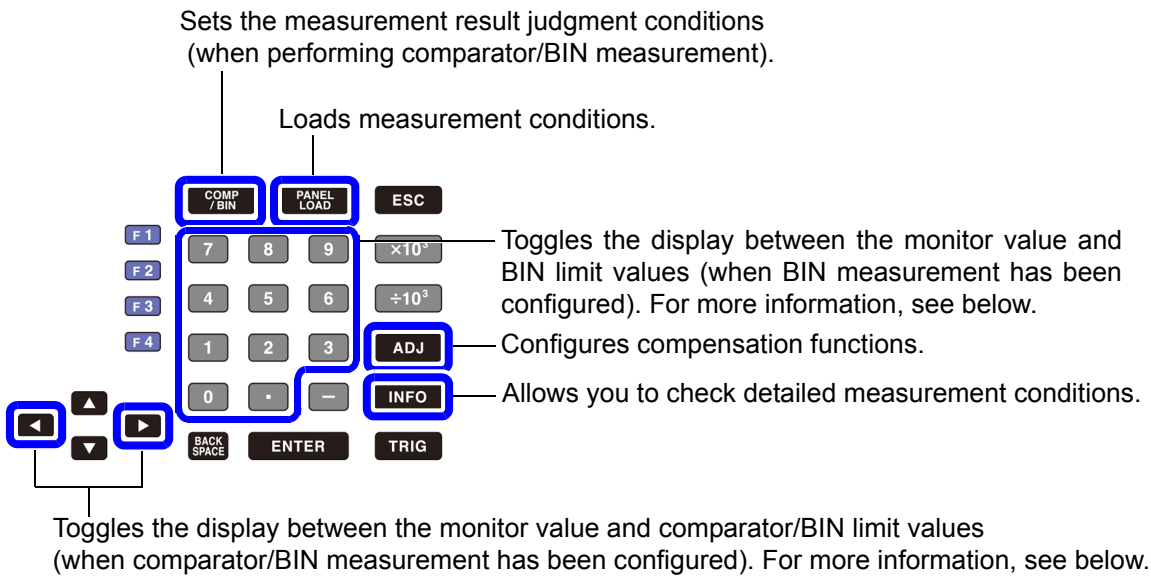 Sets the measurement result judgment conditions
(when performing comparator/BIN measurement).
Loads measurement conditions.
COMP
/ BIN
PANEL
LOAD
ESC
F 1
7
8
9
×10³
Toggles the display between the monitor value and
BIN limit values (when BIN measurement has been
configured). For more information, see below.
F 2
F 3
4
5
6
÷10³
F 4
1
2
3
ADJ
Configures compensation functions.
0
·
−
INFO
Allows you to check detailed measurement conditions.
BACK
SPACE
ENTER
TRIG
Toggles the display between the monitor value and comparator/BIN limit values
(when comparator/BIN measurement has been configured). For more information, see below.